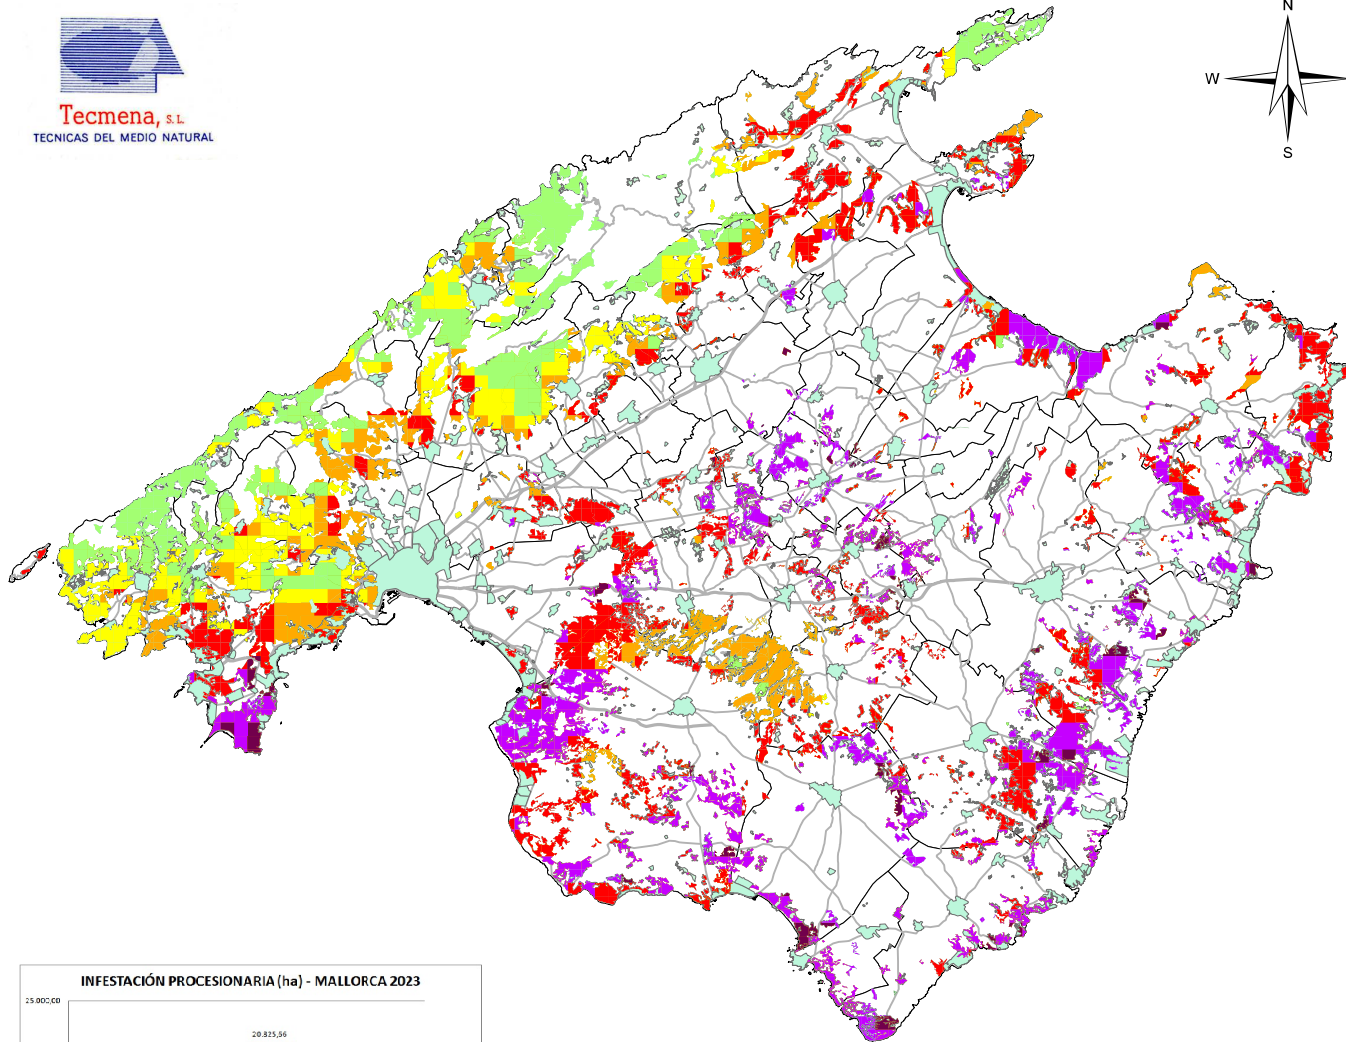 Tecmena, S.L.
TECNICAS DEL MEDIO NATURAL
N
W
S
INFESTACIÓN PROCESIONARIA (ha) - MALLORCA 2023
25.000,00
20.825,56